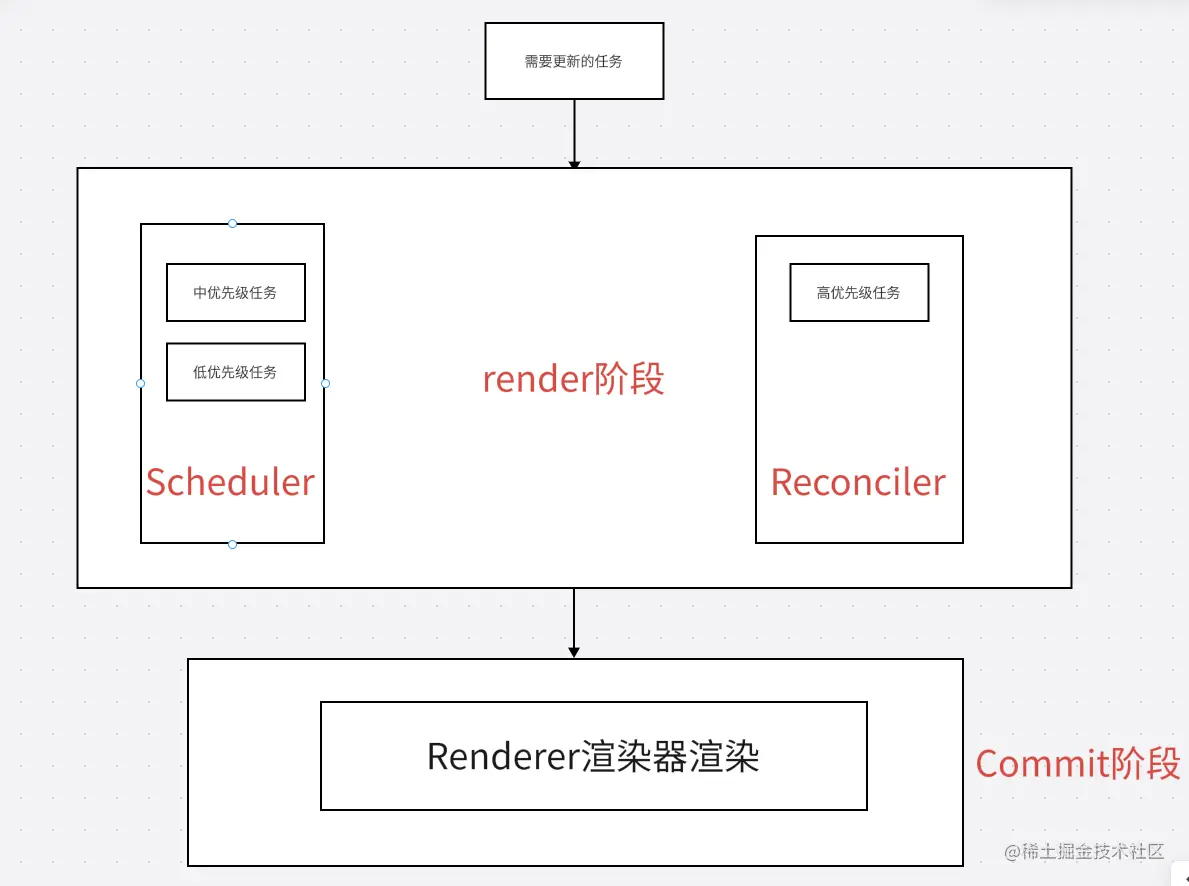 需要更新的任务
中优先级任务
高优先级任务
低优先级任务
render阶段
Scheduler
Reconciler
Renderer渲染器渲染
Commit阶段
@稀土掘金技术社区